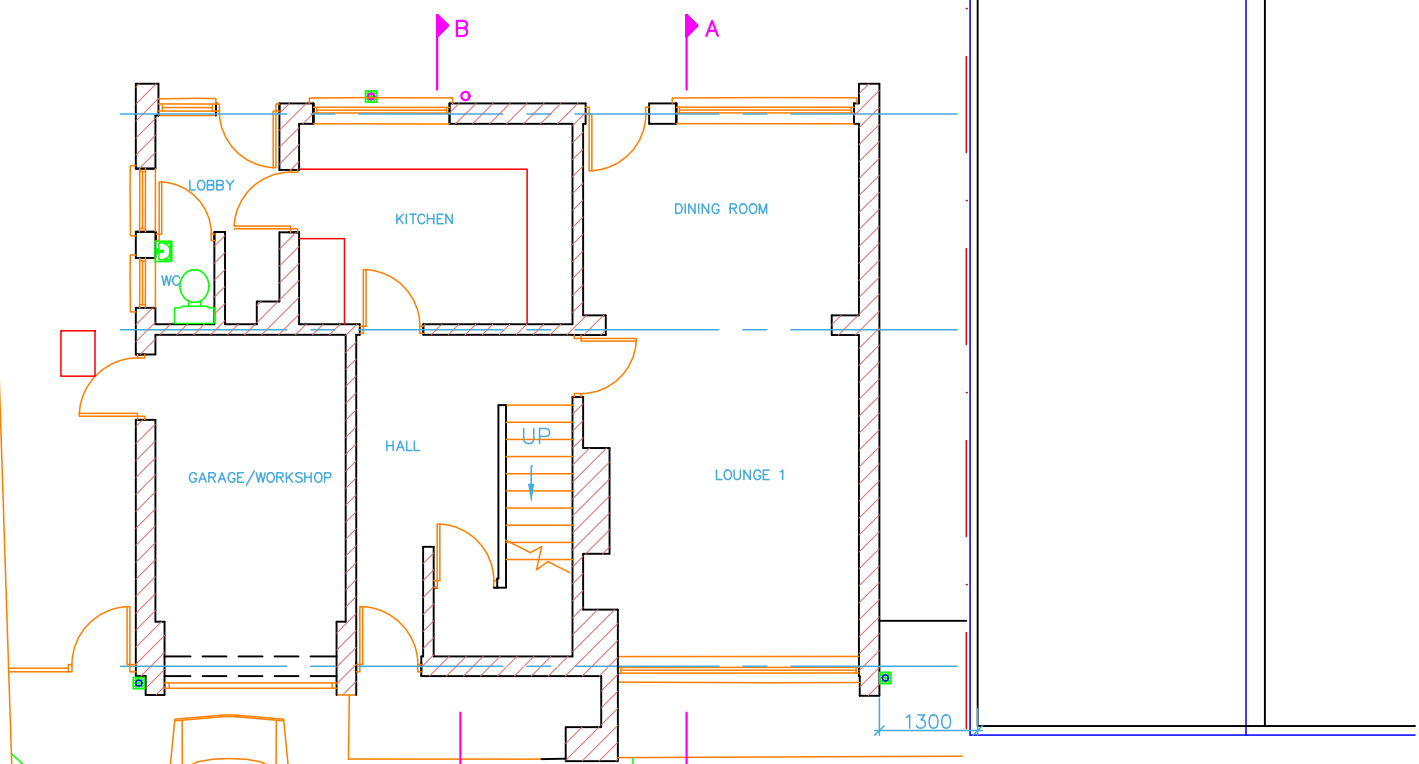 B
A
LOBBY
KITCHEN
DINING ROOM
WC
UP
HALL
GARAGE/WORKSHOP
LOUNGE 1
1300